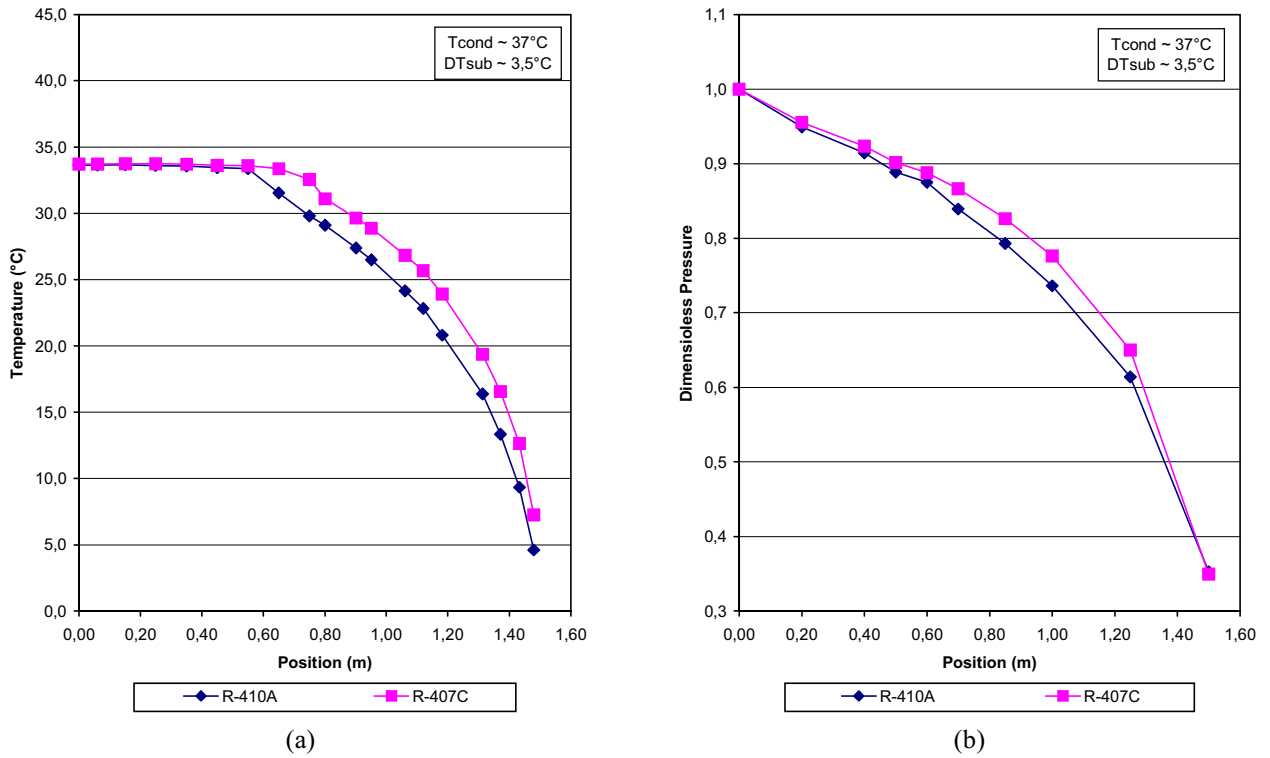 45,0
40,0
35,0
30,0
25,0
20,0
15,0
10,0
5,0
0,0
Temperature (°C)
Tcond ~ 37°C
DTsub ~ 3,5°C
0,00 0,20 0,40 0,60 0,80 1,00 1,20 1,40 1,60
Position (m)
R-410A R-407C
(a)
1,1
1,0
0,9
0,8
0,7
0,6
0,5
0,4
0,3
Dimensioless Pressure
Tcond ~ 37°C
DTsub ~ 3,5°C
0,00 0,20 0,40 0,60 0,80 1,00 1,20 1,40 1,60
Position (m)
R-410A R-407C
(b)